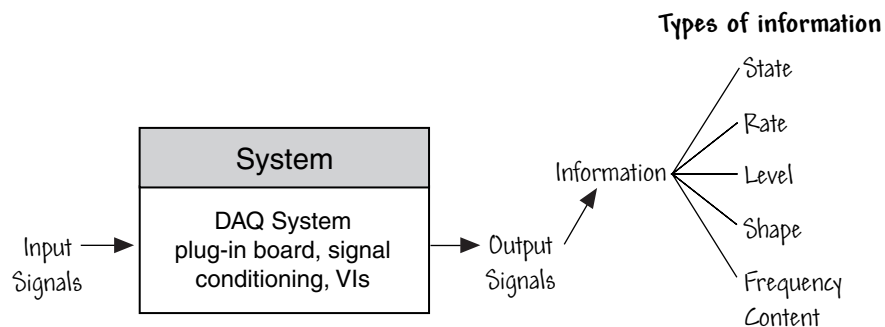 Types of information
State
Rate
Level
Shape
Frequency
Content
Information
System
DAQ System
plug-in board, signal
conditioning, VIs
Input
Signals
Output
Signals